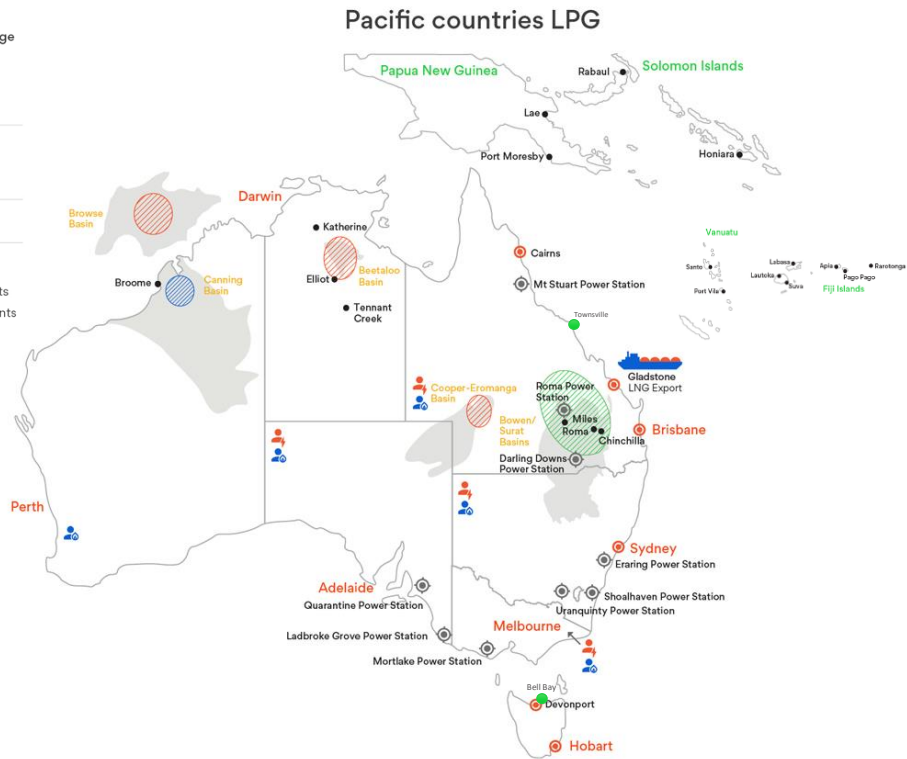 Pacific countries LPG
ge
Papua New Guinea
Rabaul
Solomon Islands
Lae
Port Moresby
Honiara
Browse
Basin
Darwin
Katherine
Vanuatu
Cairns
Santo
Labasa
Apia
Rarotonga
Lautoka
Pago Pago
Suva
Fiji Islands
Port Vila
Broome
Canning
Basin
Elliot
Beetaloo
Basin
Mt Stuart Power Station
ts
nts
Tennant
Creek
Townsville
Gladstone
LNG Export
Cooper-Eromanga
Basin
Roma Power
Station
Bowen/
Surat
Basins
Miles
Roma
Chinchilla
Brisbane
Darling Downs
Power Station
Perth
Sydney
Eraring Power Station
Adelaide
Quarantine Power Station
Shoalhaven Power Station
Uranquinty Power Station
Melbourne
Ladbroke Grove Power Station
Mortlake Power Station
Bell Bay
Devonport
Hobart